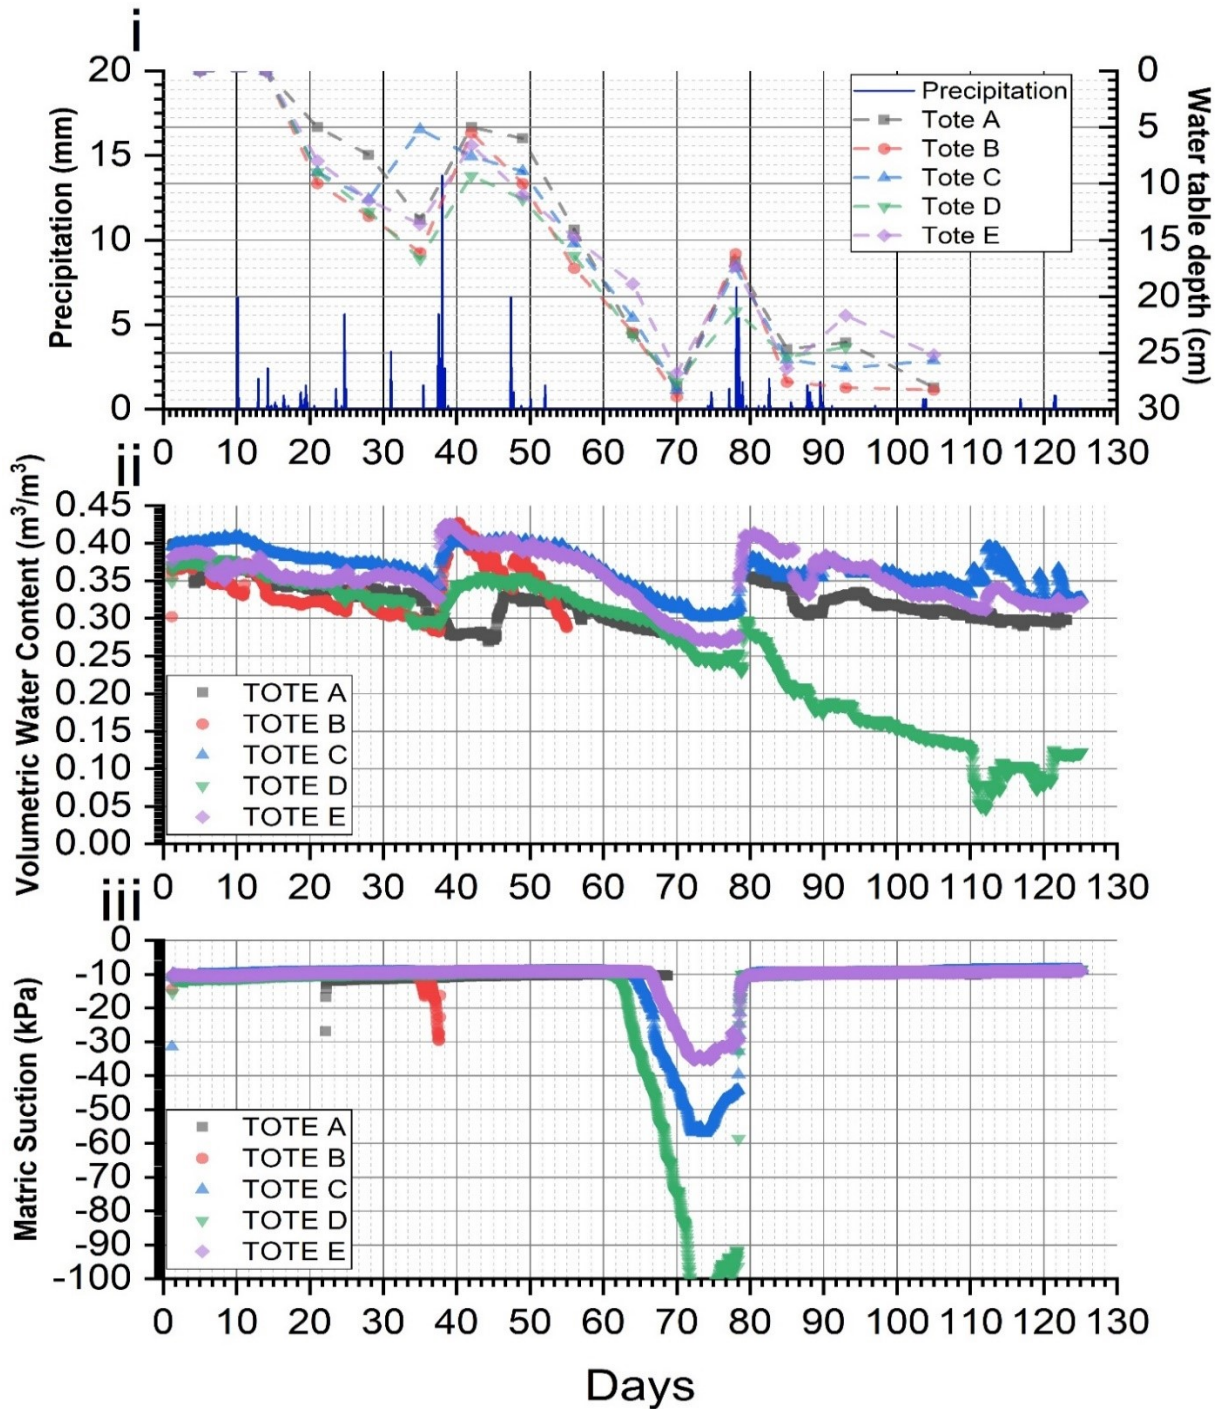 i
Precipitation (mm)
20
15
10
5
0
0
5
10
15
20
25
30
Water table depth (cm)
Precipitation
Tote A
Tote B
Tote C
Tote D
Tote E
0 10 20 30 40 50 60 70 80 90 100 110 120 130
ii
Volumetric Water Content (m³/m³)
0.45
0.40
0.35
0.30
0.25
0.20
0.15
0.10
0.05
0.00
TOTE A
TOTE B
TOTE C
TOTE D
TOTE E
0 10 20 30 40 50 60 70 80 90 100 110 120 130
iii
Matric Suction (kPa)
0
-10
-20
-30
-40
-50
-60
-70
-80
-90
-100
TOTE A
TOTE B
TOTE C
TOTE D
TOTE E
0 10 20 30 40 50 60 70 80 90 100 110 120 130
Days